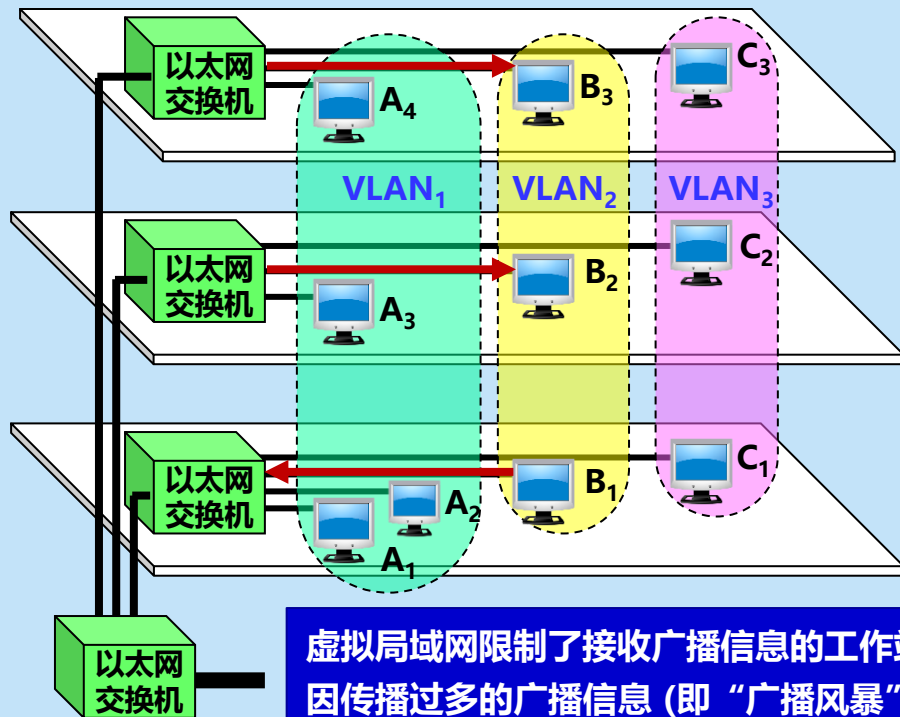 以太网
交换机
A₄
B₃
C₃
VLAN₁
VLAN₂
VLAN₃
以太网
交换机
A₃
B₂
C₂
以太网
交换机
A₂
A₁
B₁
C₁
以太网
交换机
虚拟局域网限制了接收广播信息的工作站
因传播过多的广播信息 (即“广播风暴”